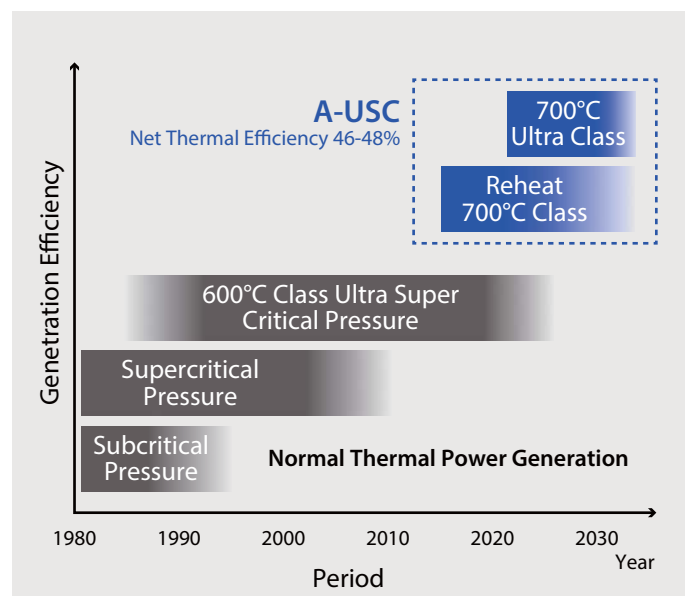 A-USC
Net Thermal Efficiency 46-48%
700°C
Ultra Class
Reheat
700°C Class
Genetration Efficiency
600°C Class Ultra Super
Critical Pressure
Supercritical
Pressure
Subcritical
Pressure
Normal Thermal Power Generation
1980
1990
2000
2010
2020
2030
Year
Period